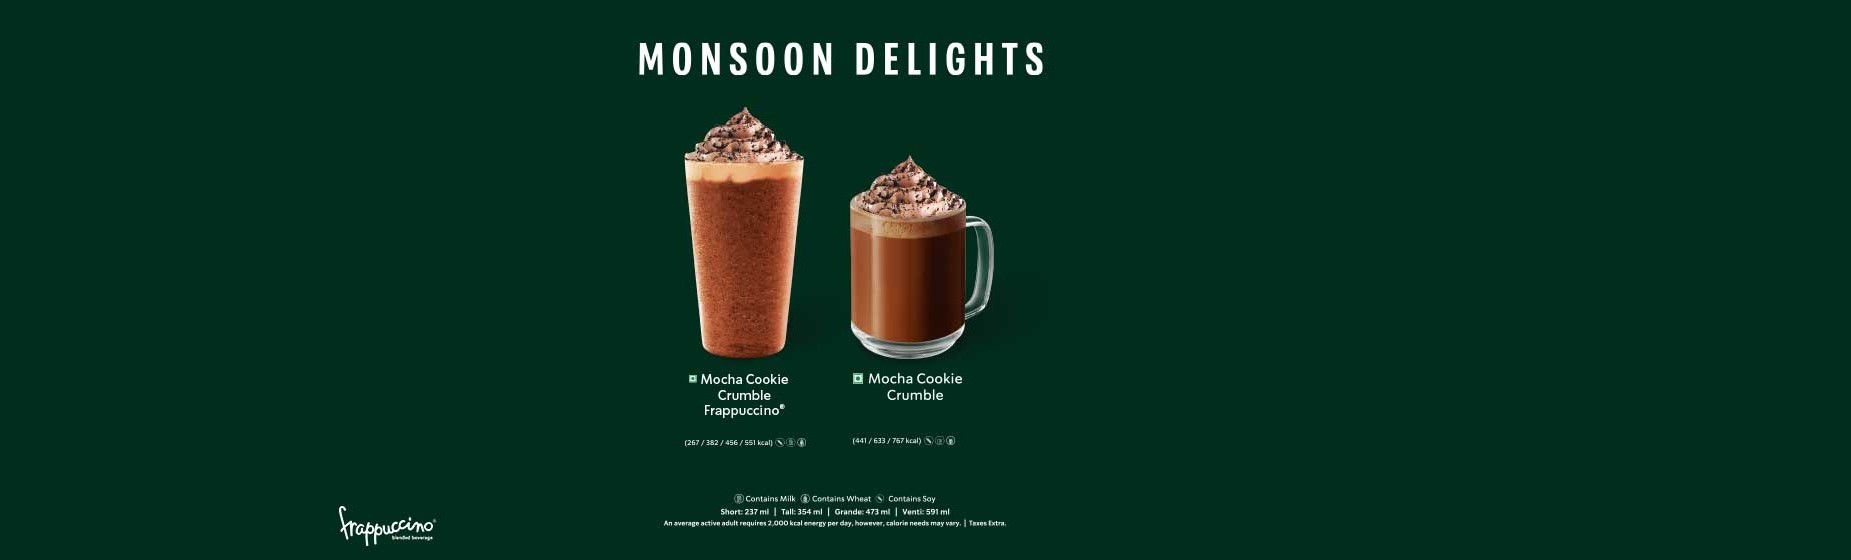 MONSOON DELIGHTS
Mocha Cookie
Crumble
Frappuccino®
(267 / 382 / 456 / 551 kcal)
Mocha Cookie
Crumble
(441 / 633 / 767 kcal)
Contains Milk Contains Wheat Contains Soy
Short: 237 ml | Tall: 354 ml | Grande: 473 ml | Venti: 591 ml
An average active adult requires 2,000 kcal energy per day, however, calorie needs may vary. | Taxes Extra.
frappuccino®
blended beverage